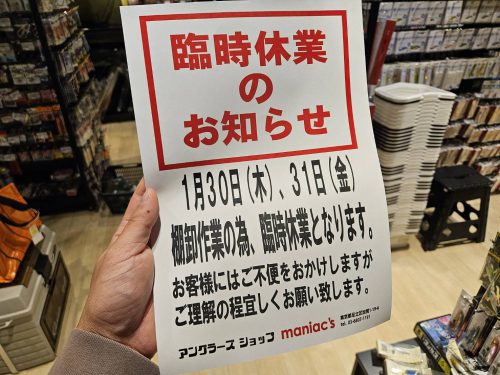 臨時休業
の
お知らせ
1月30日(木)、31日(金)
棚卸作業の為、臨時休業となります。
お客様にはご不便をおかけしますが
ご理解の程宜しくお願い致します。
アングラーズ ショップ maniac's